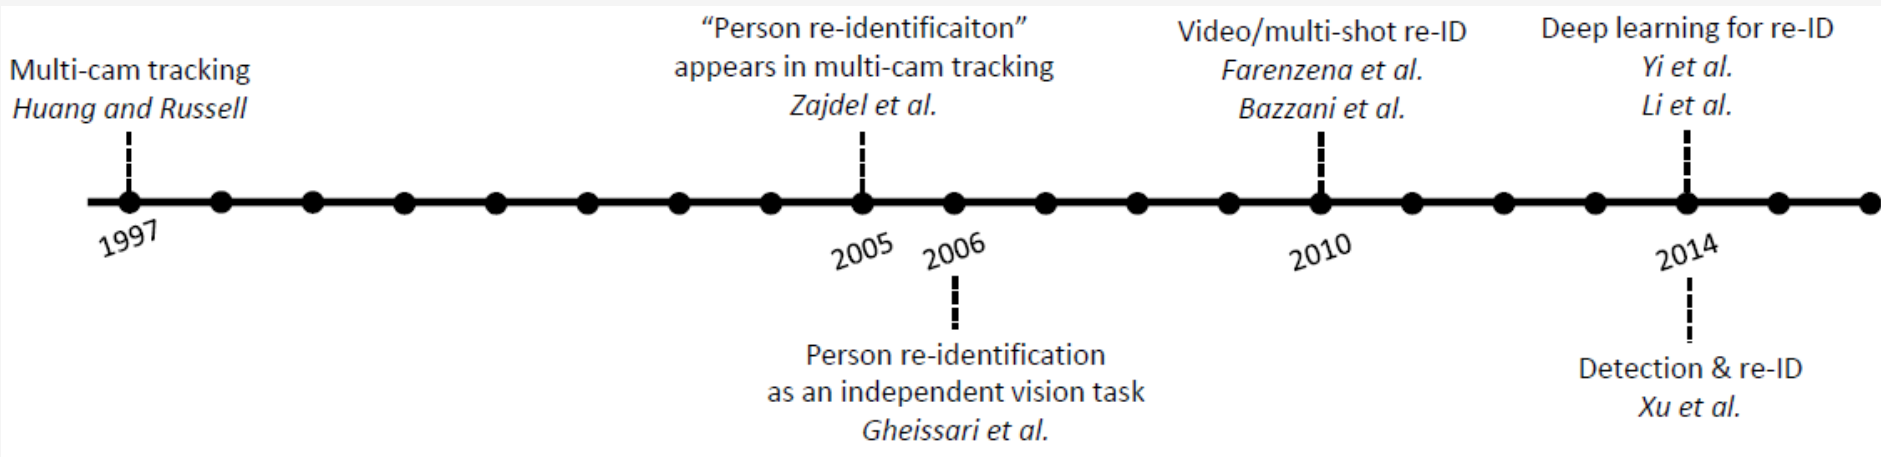 Multi-cam tracking
Huang and Russell
“Person re-identificaiton”
appears in multi-cam tracking
Zajdel et al.
Video/multi-shot re-ID
Farenzena et al.
Bazzani et al.
Deep learning for re-ID
Yi et al.
Li et al.
1997
2005
2006
2010
2014
Person re-identification
as an independent vision task
Gheissari et al.
Detection & re-ID
Xu et al.